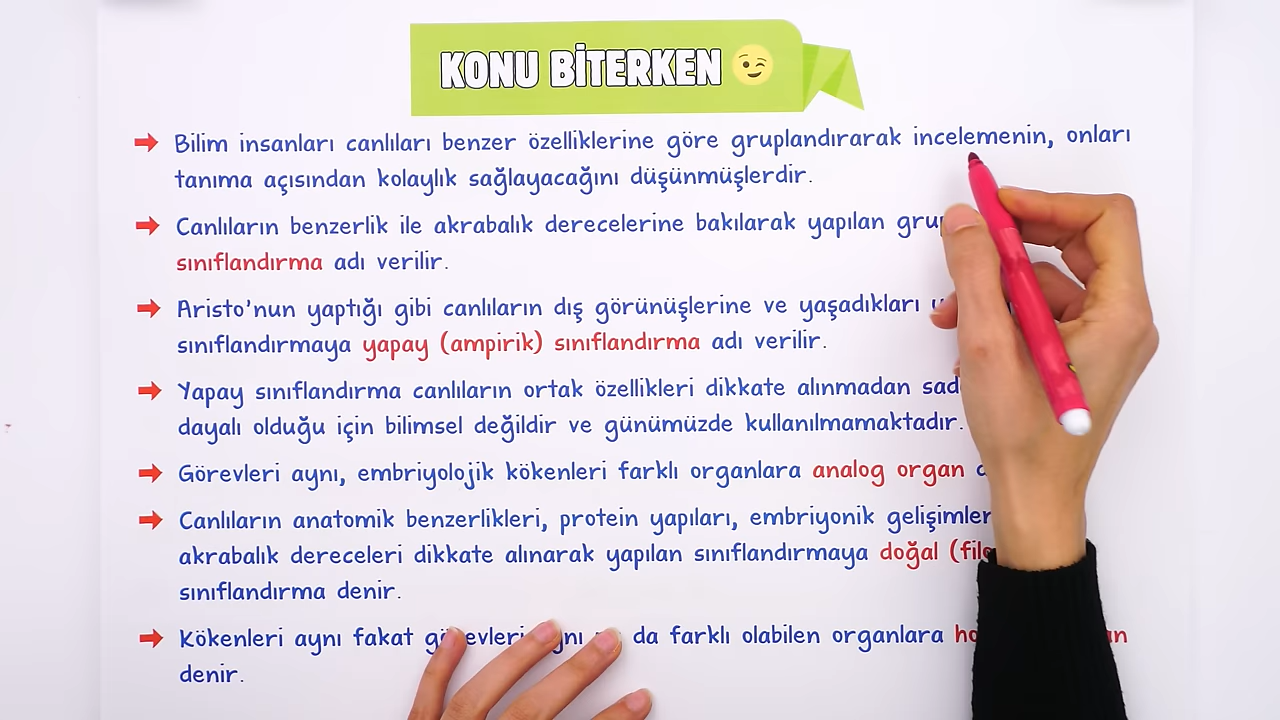 KONU BİTERKEN
Bilim insanları canlıları benzer özelliklerine göre gruplandırarak incelemenin, onları
tanıma açısından kolaylık sağlayacağını düşünmüşlerdir.
Canlıların benzerlik ile akrabalık derecelerine bakılarak yapılan
sınıflandırma adı verilir.
Aristo'nun yaptığı gibi canlıların dış görünüşlerine ve yaşadıkları
sınıflandırmaya yapay (ampirik) sınıflandırma adı verilir.
Yapay sınıflandırma canlıların ortak özellikleri dikkate alınmadan
dayalı olduğu için bilimsel değildir ve günümüzde kullanılmamaktadır.
Görevleri aynı, embriyolojik kökenleri farklı organlara analog organ
Canlıların anatomik benzerlikleri, protein yapıları, embriyonik
akrabalık dereceleri dikkate alınarak yapılan sınıflandırmaya doğal
sınıflandırma denir.
Kökenleri aynı fakat da farklı olabilen organlara
denir.